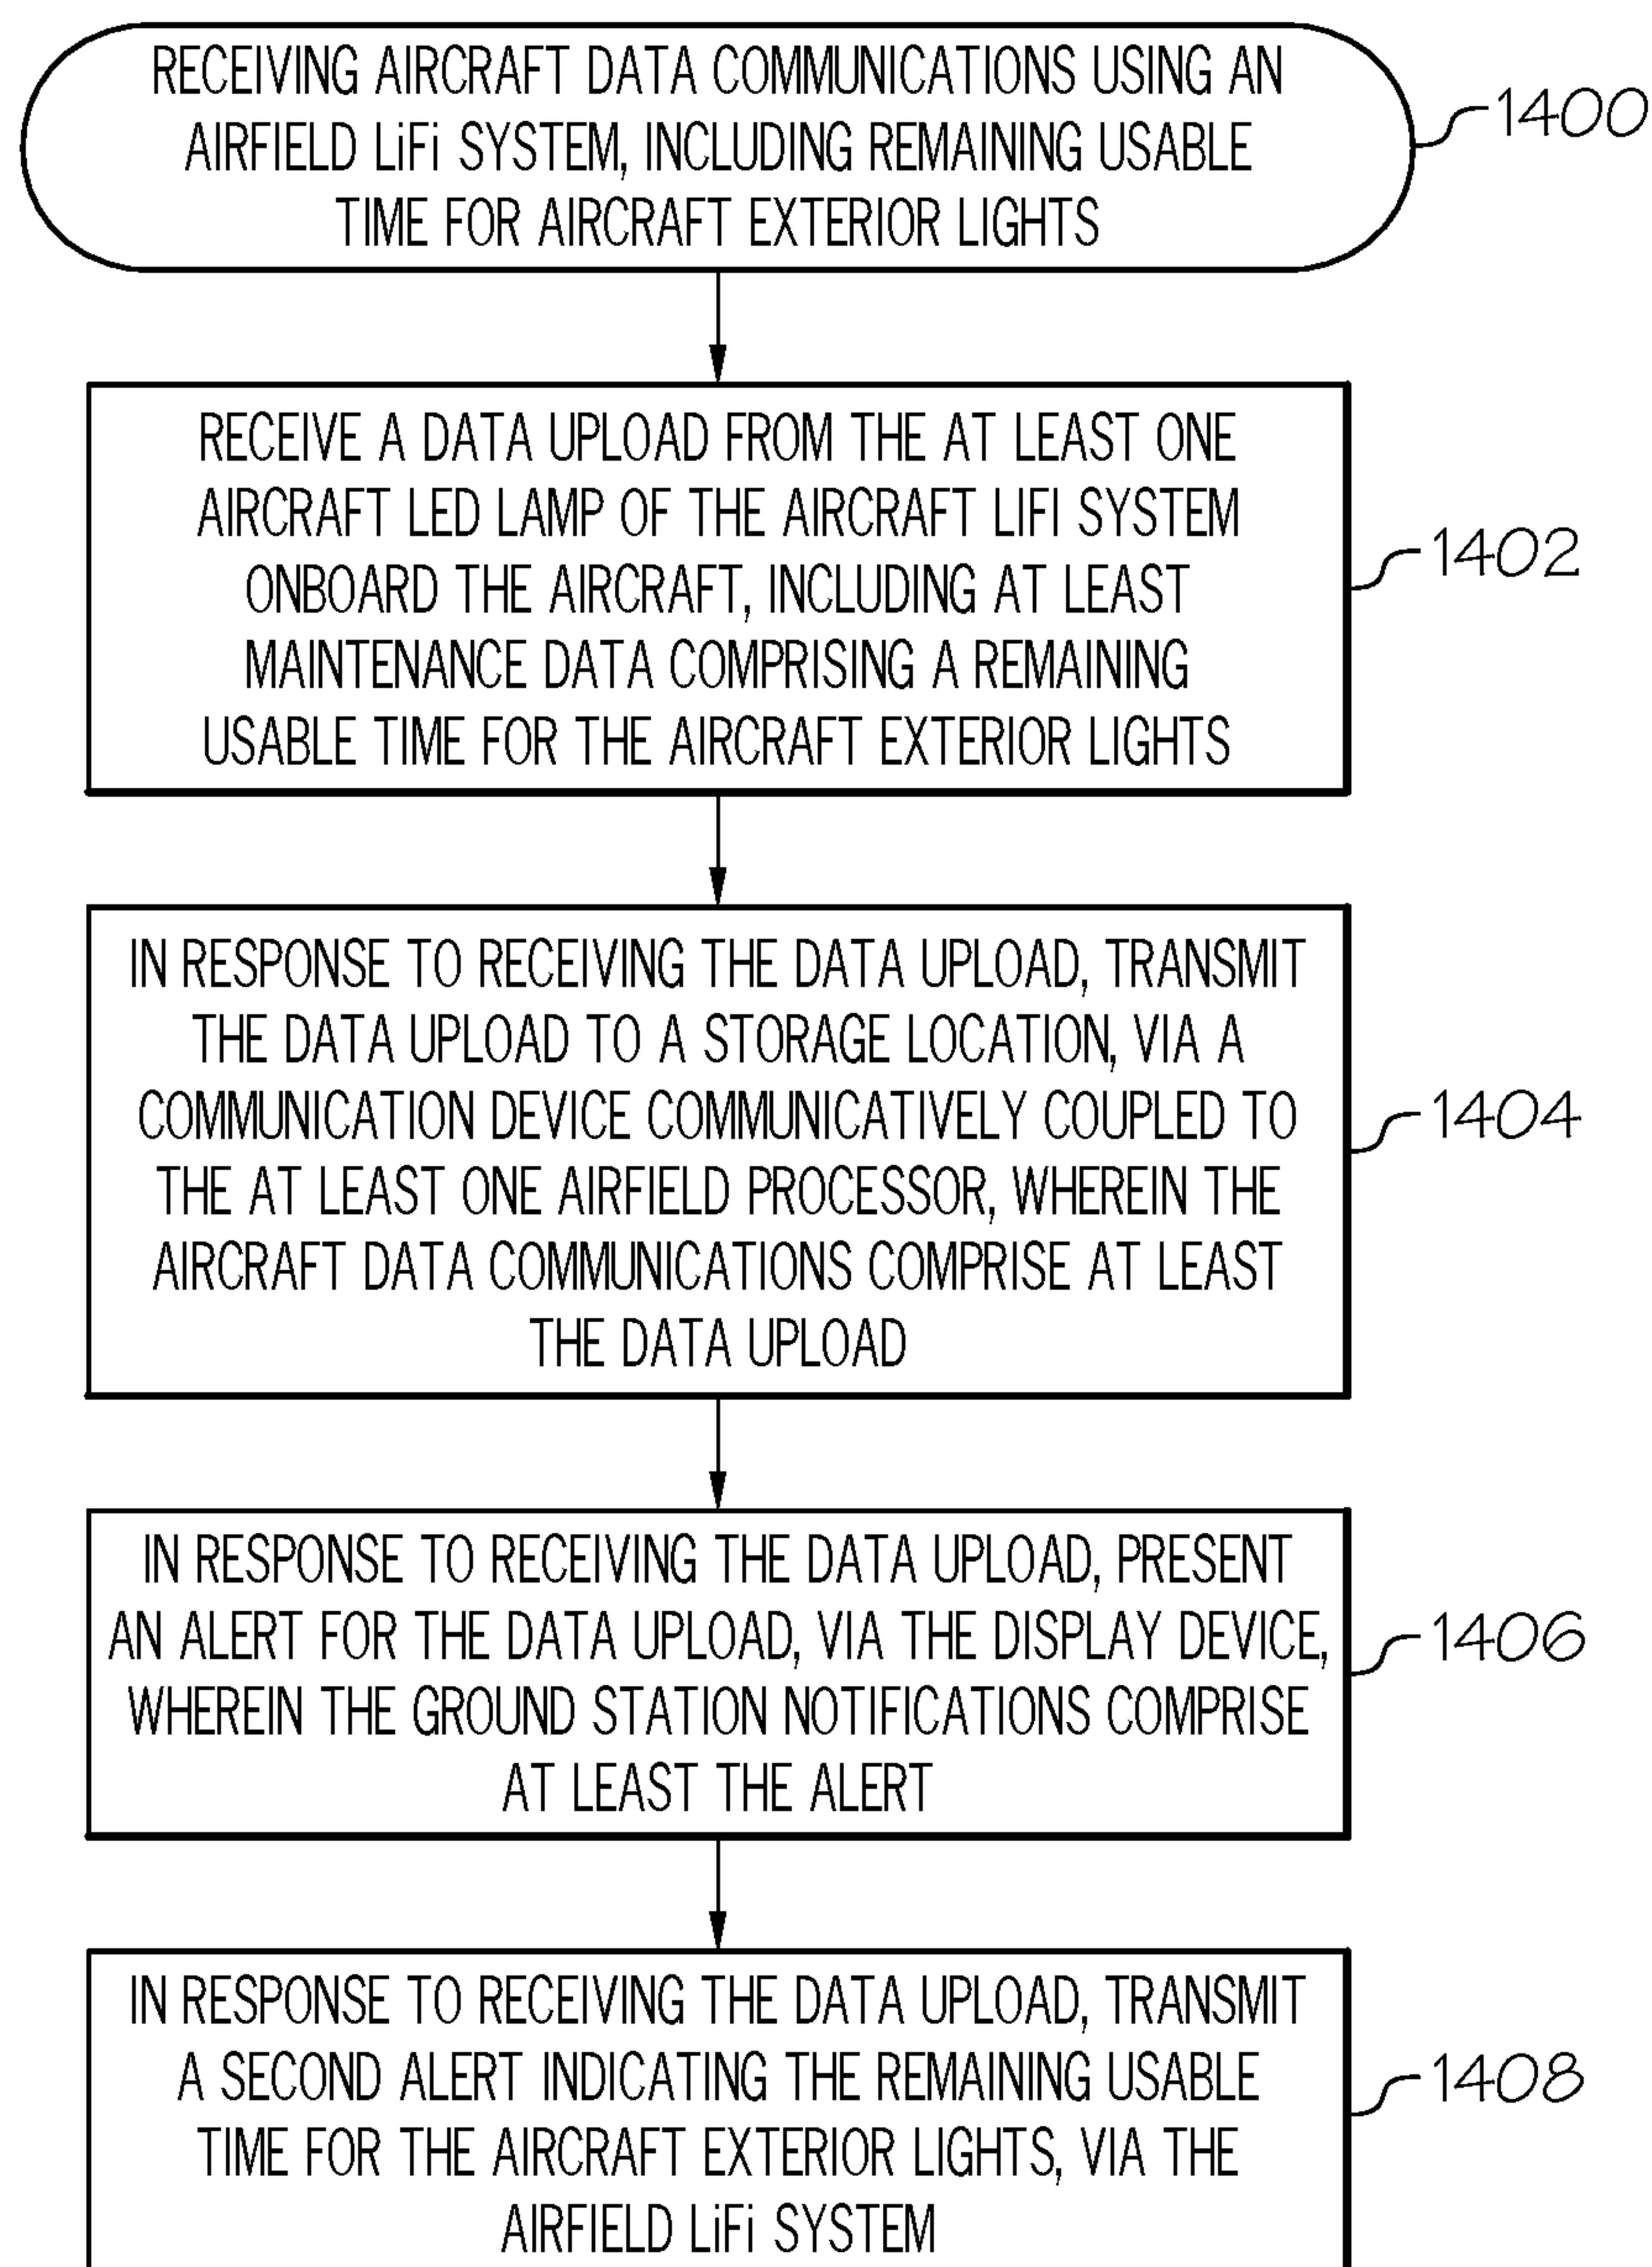 RECEIVING AIRCRAFT DATA COMMUNICATIONS USING AN
AIRFIELD LiFi SYSTEM, INCLUDING REMAINING USABLE
TIME FOR AIRCRAFT EXTERIOR LIGHTS
1400
RECEIVE A DATA UPLOAD FROM THE AT LEAST ONE
AIRCRAFT LED LAMP OF THE AIRCRAFT LIFI SYSTEM
ONBOARD THE AIRCRAFT, INCLUDING AT LEAST
MAINTENANCE DATA COMPRISING A REMAINING
USABLE TIME FOR THE AIRCRAFT EXTERIOR LIGHTS
1402
IN RESPONSE TO RECEIVING THE DATA UPLOAD, TRANSMIT
THE DATA UPLOAD TO A STORAGE LOCATION, VIA A
COMMUNICATION DEVICE COMMUNICATIVELY COUPLED TO
THE AT LEAST ONE AIRFIELD PROCESSOR, WHEREIN THE
AIRCRAFT DATA COMMUNICATIONS COMPRISE AT LEAST
THE DATA UPLOAD
1404
IN RESPONSE TO RECEIVING THE DATA UPLOAD, PRESENT
AN ALERT FOR THE DATA UPLOAD, VIA THE DISPLAY DEVICE,
WHEREIN THE GROUND STATION NOTIFICATIONS COMPRISE
AT LEAST THE ALERT
1406
IN RESPONSE TO RECEIVING THE DATA UPLOAD, TRANSMIT
A SECOND ALERT INDICATING THE REMAINING USABLE
TIME FOR THE AIRCRAFT EXTERIOR LIGHTS, VIA THE
AIRFIELD LiFi SYSTEM
1408